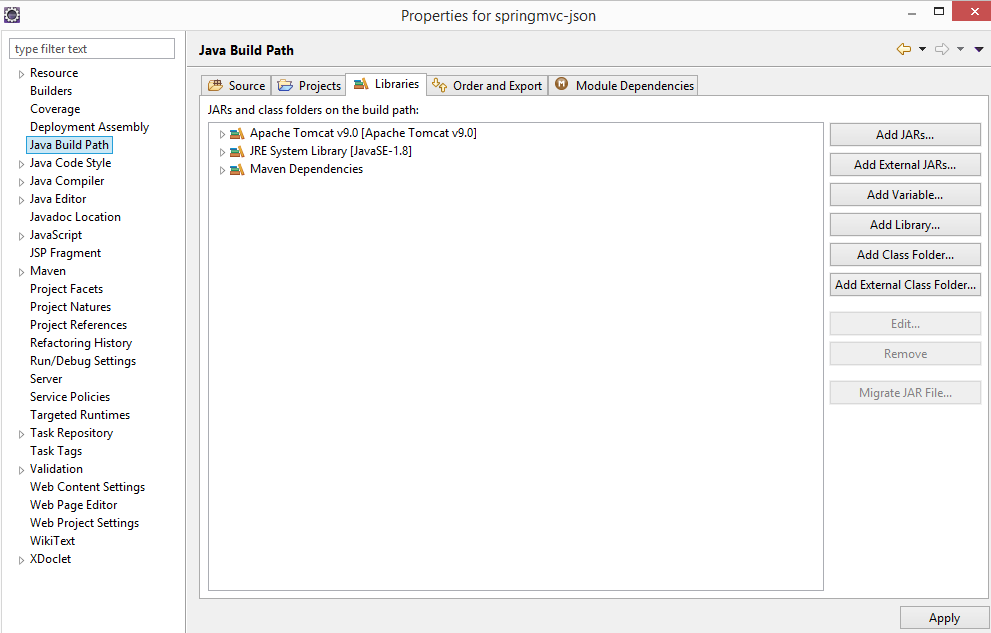 Properties for springmvc-json
type filter text
Resource
Builders
Coverage
Deployment Assembly
Java Build Path
Java Code Style
Java Compiler
Java Editor
Javadoc Location
JavaScript
JSP Fragment
Maven
Project Facets
Project Natures
Project References
Refactoring History
Run/Debug Settings
Server
Service Policies
Targeted Runtimes
Task Repository
Task Tags
Validation
Web Content Settings
Web Page Editor
Web Project Settings
WikiText
XDoclet
Java Build Path
Source
Projects
Libraries
Order and Export
Module Dependencies
JARs and class folders on the build path:
Apache Tomcat v9.0 [Apache Tomcat v9.0]
JRE System Library [JavaSE-1.8]
Maven Dependencies
Add JARs...
Add External JARs...
Add Variable...
Add Library...
Add Class Folder...
Add External Class Folder...
Edit...
Remove
Migrate JAR File...
Apply